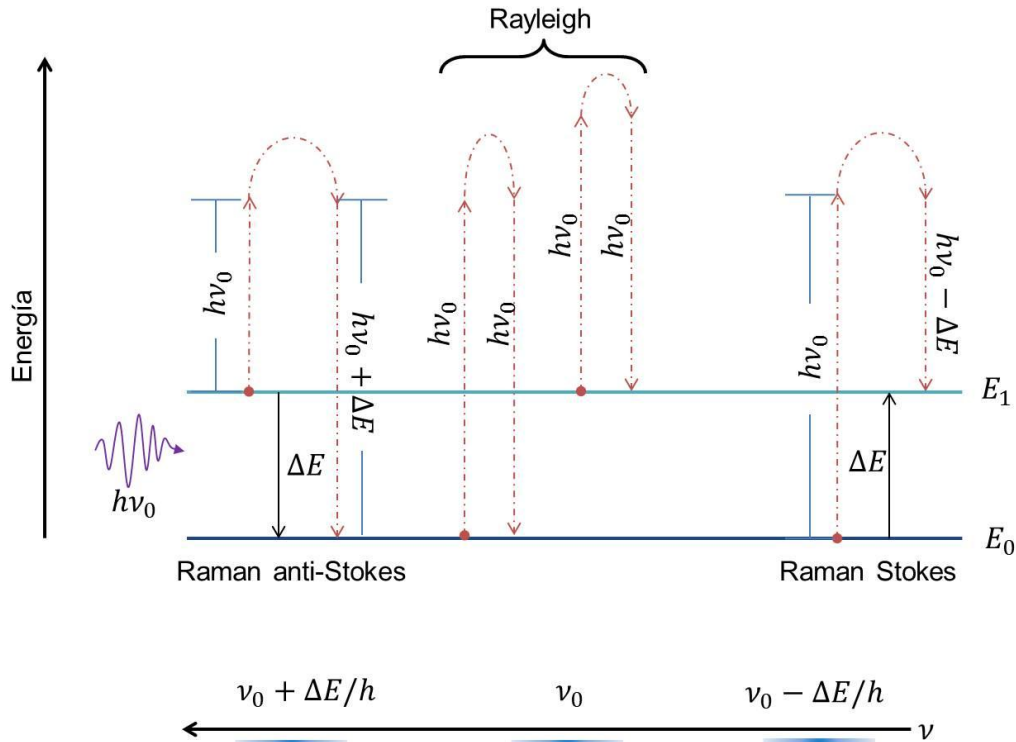 Rayleigh
Energía
hν₀
hν₀
hν₀ + ΔE
ΔE
hν₀
hν₀
hν₀
hν₀
hν₀
hν₀ − ΔE
ΔE
E₁
E₀
Raman anti-Stokes
Raman Stokes
ν₀ + ΔE/h
ν₀
ν₀ − ΔE/h
ν